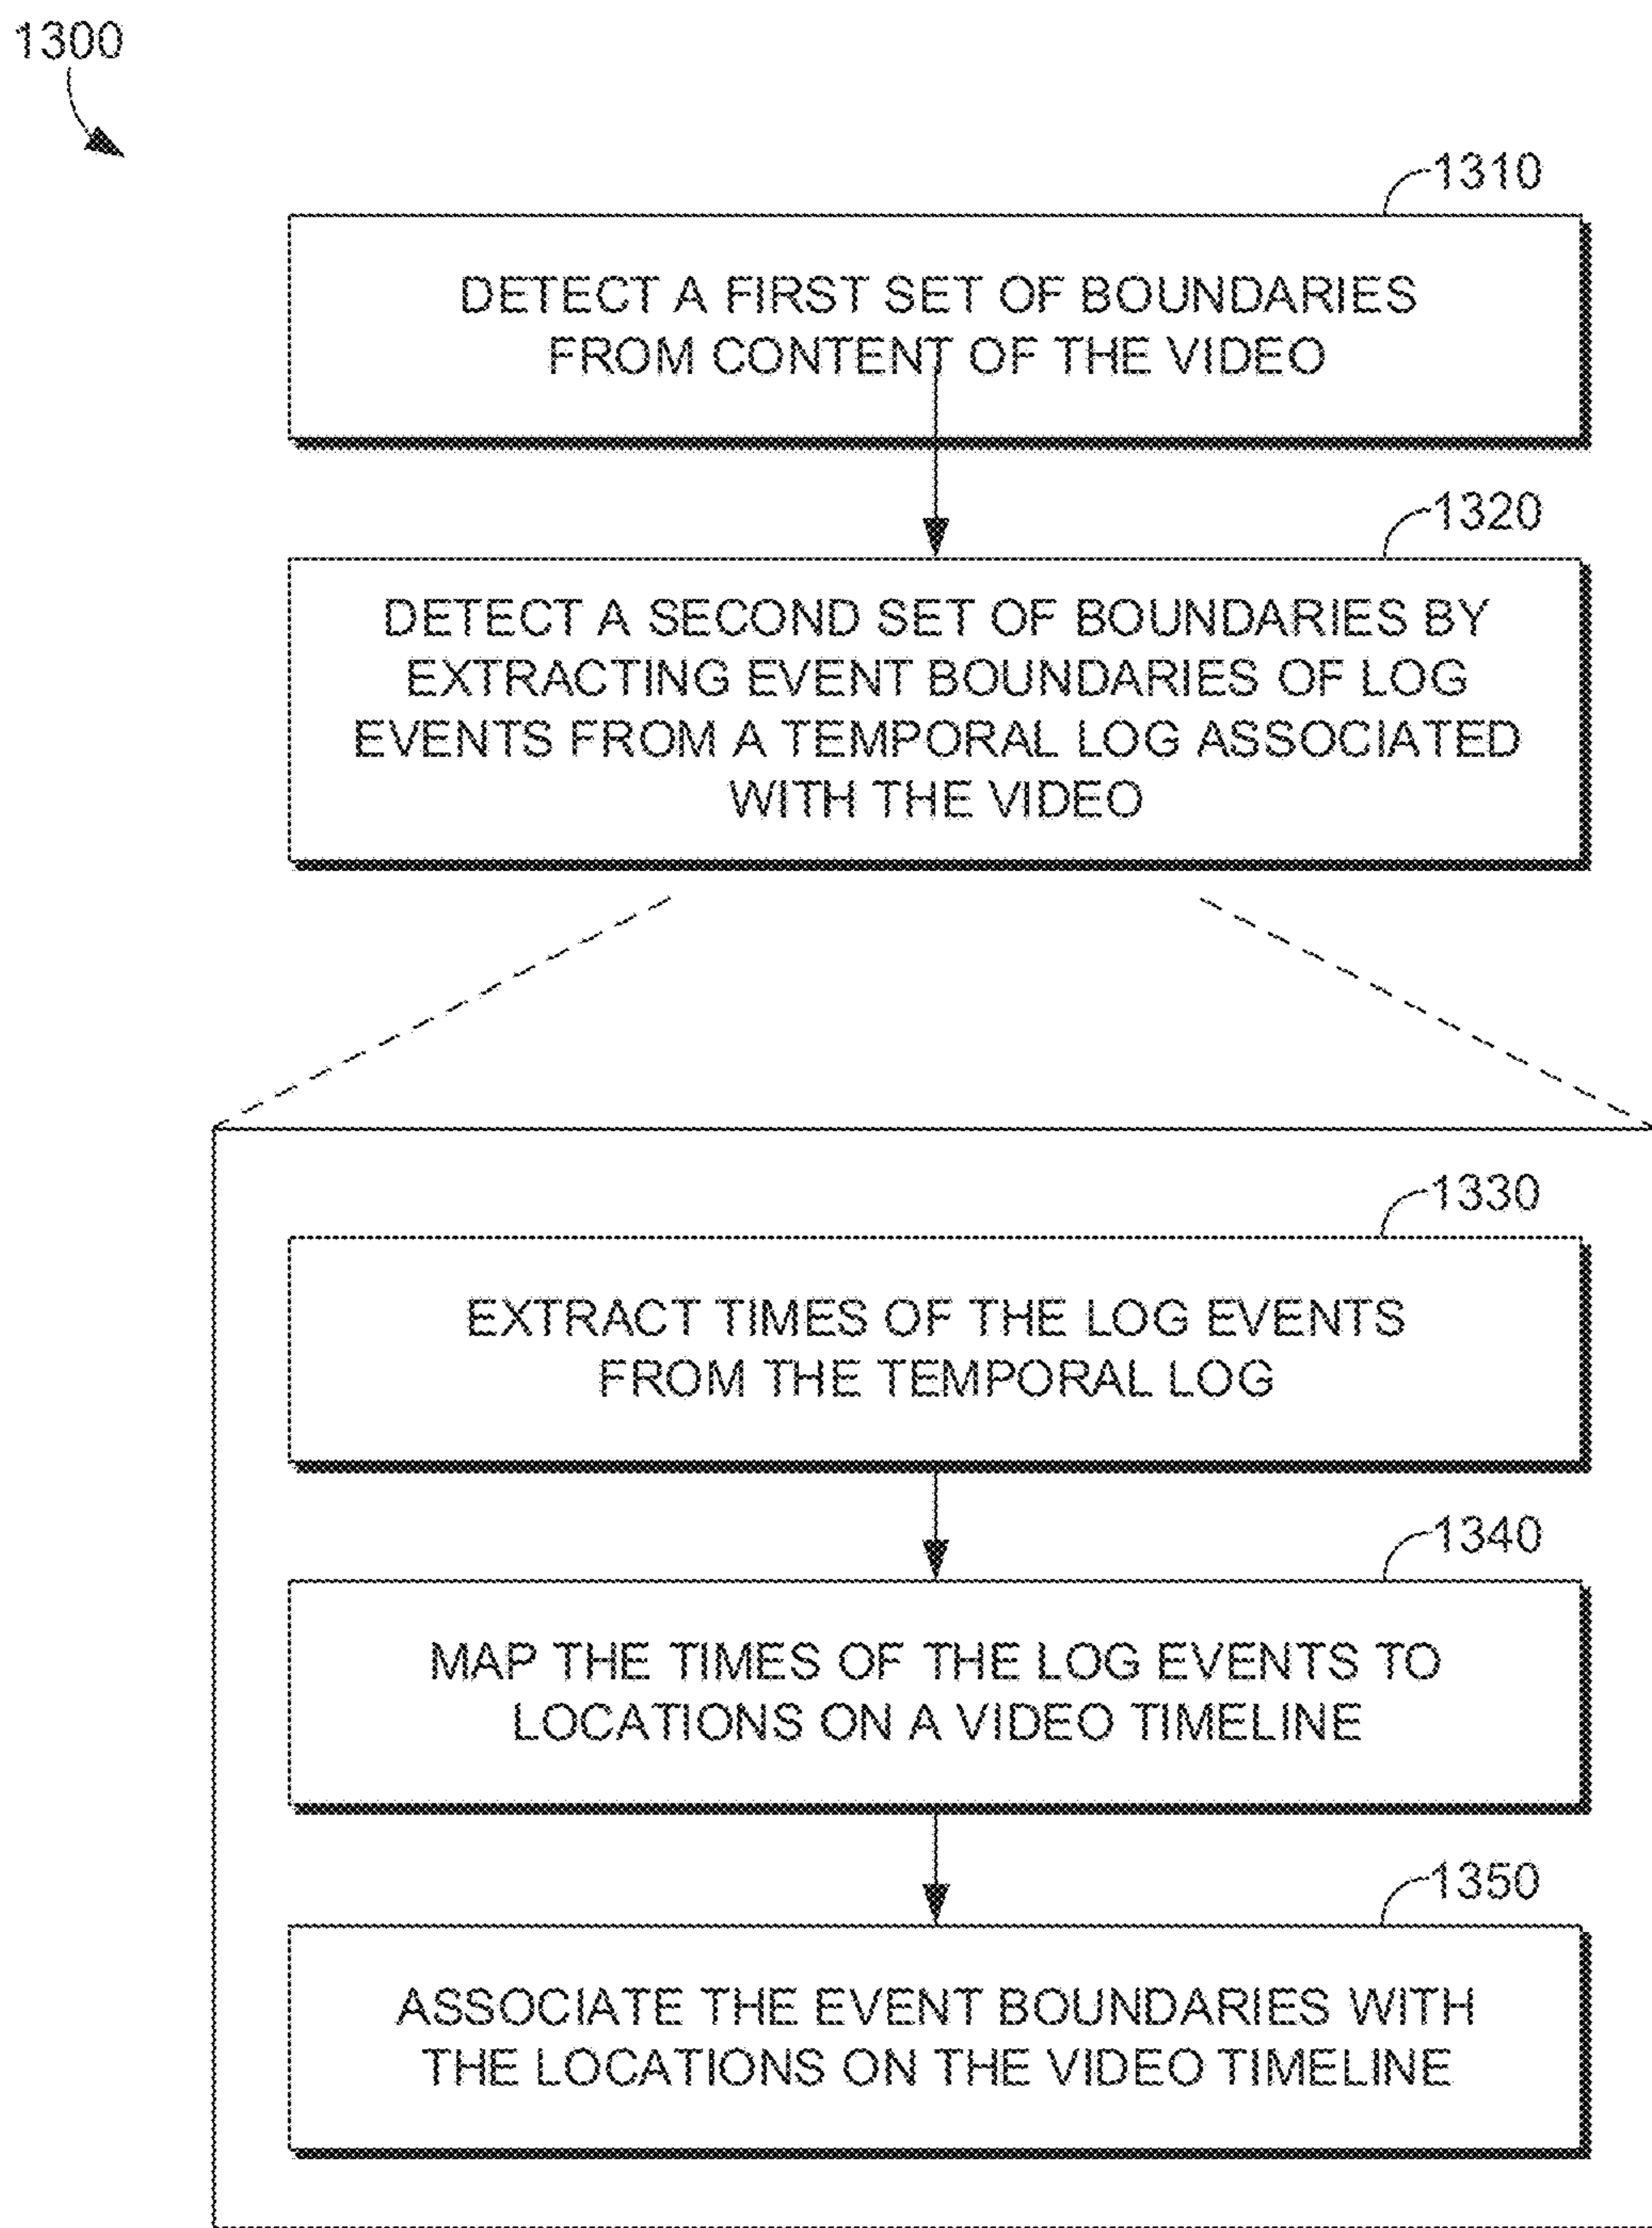 1300
1310
DETECT A FIRST SET OF BOUNDARIES
FROM CONTENT OF THE VIDEO
1320
DETECT A SECOND SET OF BOUNDARIES BY
EXTRACTING EVENT BOUNDARIES OF LOG
EVENTS FROM A TEMPORAL LOG ASSOCIATED
WITH THE VIDEO
1330
EXTRACT TIMES OF THE LOG EVENTS
FROM THE TEMPORAL LOG
1340
MAP THE TIMES OF THE LOG EVENTS TO
LOCATIONS ON A VIDEO TIMELINE
1350
ASSOCIATE THE EVENT BOUNDARIES WITH
THE LOCATIONS ON THE VIDEO TIMELINE